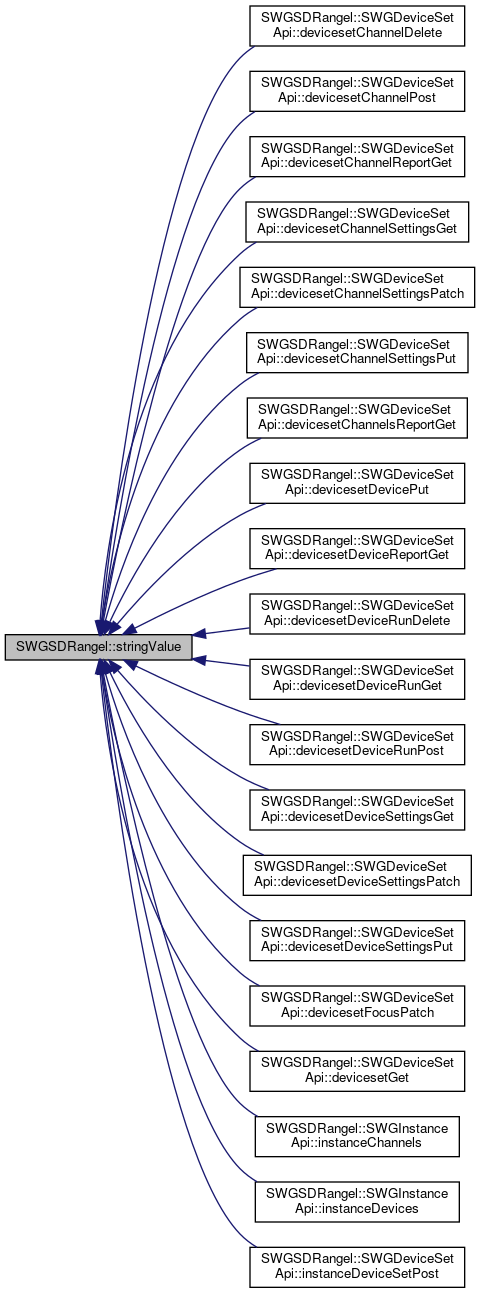 SWGSDRangel::SWGDeviceSet
Api::devicesetChannelDelete
SWGSDRangel::SWGDeviceSet
Api::devicesetChannelPost
SWGSDRangel::SWGDeviceSet
Api::devicesetChannelReportGet
SWGSDRangel::SWGDeviceSet
Api::devicesetChannelSettingsGet
SWGSDRangel::SWGDeviceSet
Api::devicesetChannelSettingsPatch
SWGSDRangel::SWGDeviceSet
Api::devicesetChannelSettingsPut
SWGSDRangel::SWGDeviceSet
Api::devicesetChannelsReportGet
SWGSDRangel::SWGDeviceSet
Api::devicesetDevicePut
SWGSDRangel::SWGDeviceSet
Api::devicesetDeviceReportGet
SWGSDRangel::SWGDeviceSet
Api::devicesetDeviceRunDelete
SWGSDRangel::stringValue
SWGSDRangel::SWGDeviceSet
Api::devicesetDeviceRunGet
SWGSDRangel::SWGDeviceSet
Api::devicesetDeviceRunPost
SWGSDRangel::SWGDeviceSet
Api::devicesetDeviceSettingsGet
SWGSDRangel::SWGDeviceSet
Api::devicesetDeviceSettingsPatch
SWGSDRangel::SWGDeviceSet
Api::devicesetDeviceSettingsPut
SWGSDRangel::SWGDeviceSet
Api::devicesetFocusPatch
SWGSDRangel::SWGDeviceSet
Api::devicesetGet
SWGSDRangel::SWGInstance
Api::instanceChannels
SWGSDRangel::SWGInstance
Api::instanceDevices
SWGSDRangel::SWGDeviceSet
Api::instanceDeviceSetPost